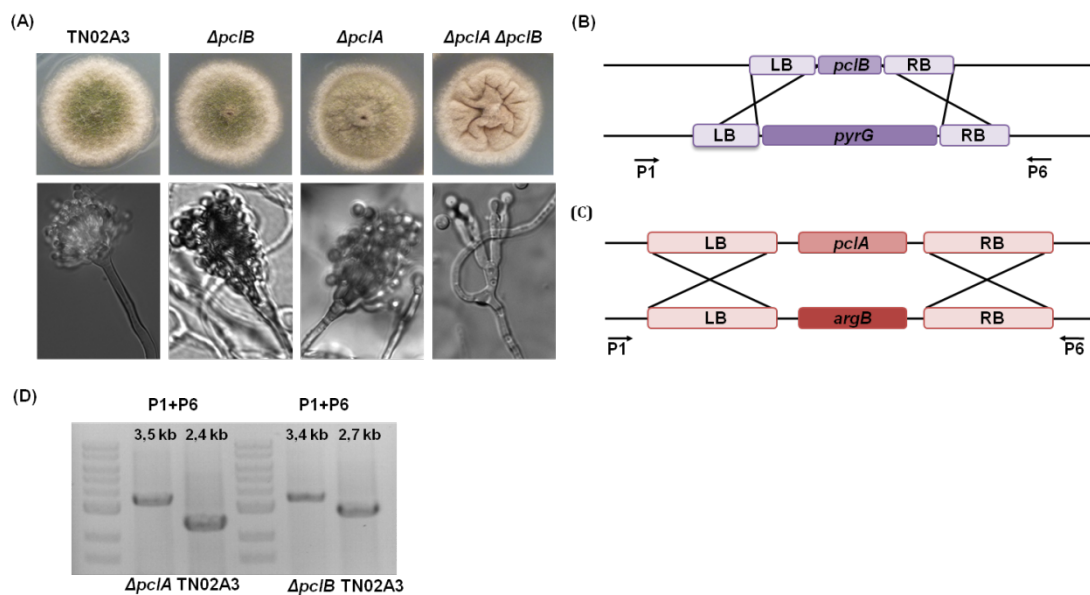 (A)
TN02A3 ΔpclB ΔpclA ΔpclA ΔpclB
(B)
LB pclB RB
LB pyrG RB
P1 P6
(C)
LB pclA RB
LB argB RB
P1 P6
(D)
P1+P6 P1+P6
3,5 kb 2,4 kb 3,4 kb 2,7 kb
ΔpclA TN02A3 ΔpclB TN02A3